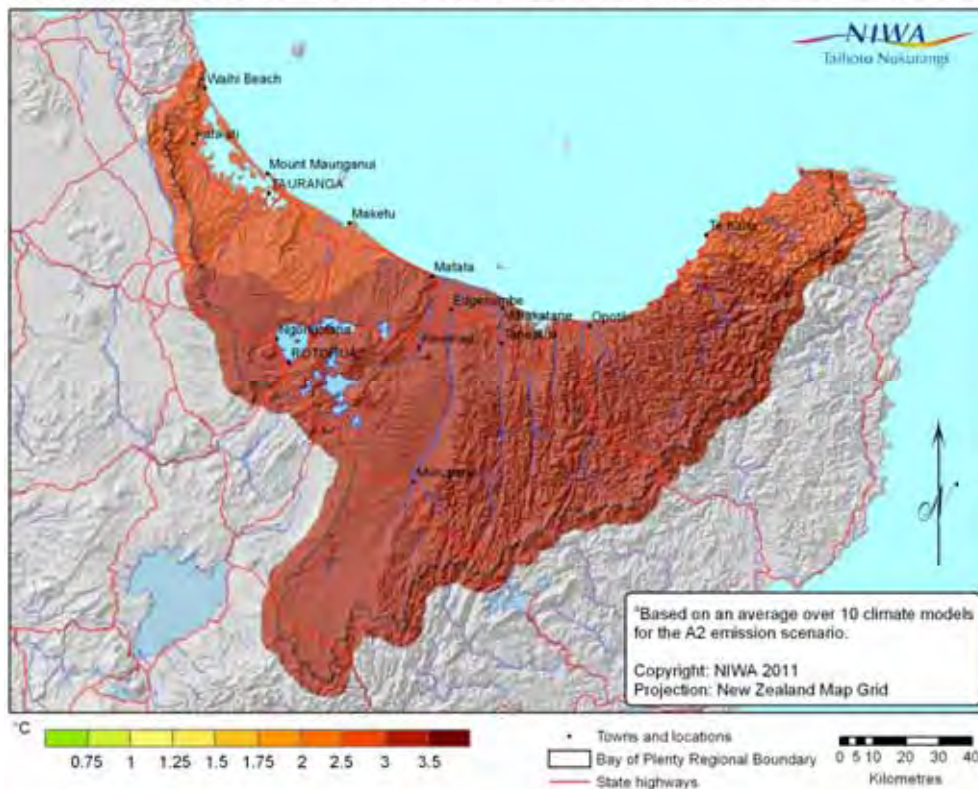 NIWA
Taihoro Nukurangi
Waihi Beach
Mount Maunganui
TAURANGA
Maketu
Te Kaha
Matata
Edgecumbe
Whakatane
Opotiki
Taneatua
Ngongotaha
ROTORUA
Kawerau
Murupara
N
*Based on an average over 10 climate models
for the A2 emission scenario.
Copyright: NIWA 2011
Projection: New Zealand Map Grid
°C
0.75 1 1.25 1.5 1.75 2 2.5 3 3.5
Towns and locations
Bay of Plenty Regional Boundary
State highways
0 5 10 20 30 40
Kilometres